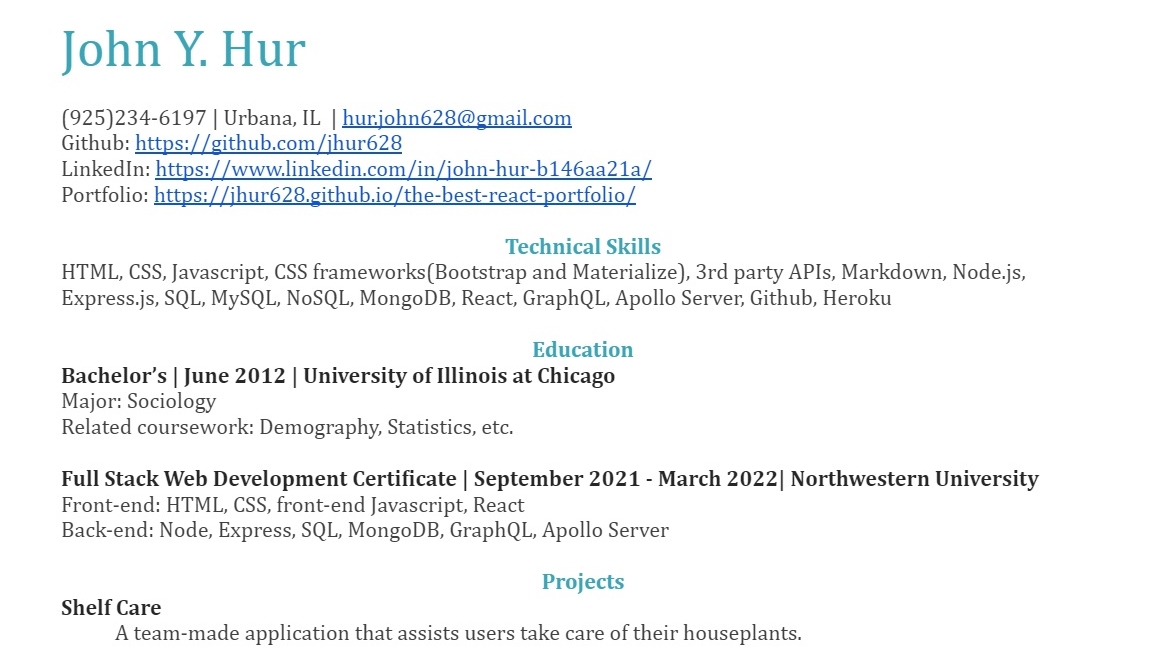 John Y. Hur
(925)234-6197 | Urbana, IL | hur.john628@gmail.com
Github: https://github.com/jhur628
LinkedIn: https://www.linkedin.com/in/john-hur-b146aa21a/
Portfolio: https://jhur628.github.io/the-best-react-portfolio/
Technical Skills
HTML, CSS, Javascript, CSS frameworks(Bootstrap and Materialize), 3rd party APIs, Markdown, Node.js,
Express.js, SQL, MySQL, NoSQL, MongoDB, React, GraphQL, Apollo Server, Github, Heroku
Education
Bachelor’s | June 2012 | University of Illinois at Chicago
Major: Sociology
Related coursework: Demography, Statistics, etc.
Full Stack Web Development Certificate | September 2021 - March 2022| Northwestern University
Front-end: HTML, CSS, front-end Javascript, React
Back-end: Node, Express, SQL, MongoDB, GraphQL, Apollo Server
Projects
Shelf Care
A team-made application that assists users take care of their houseplants.